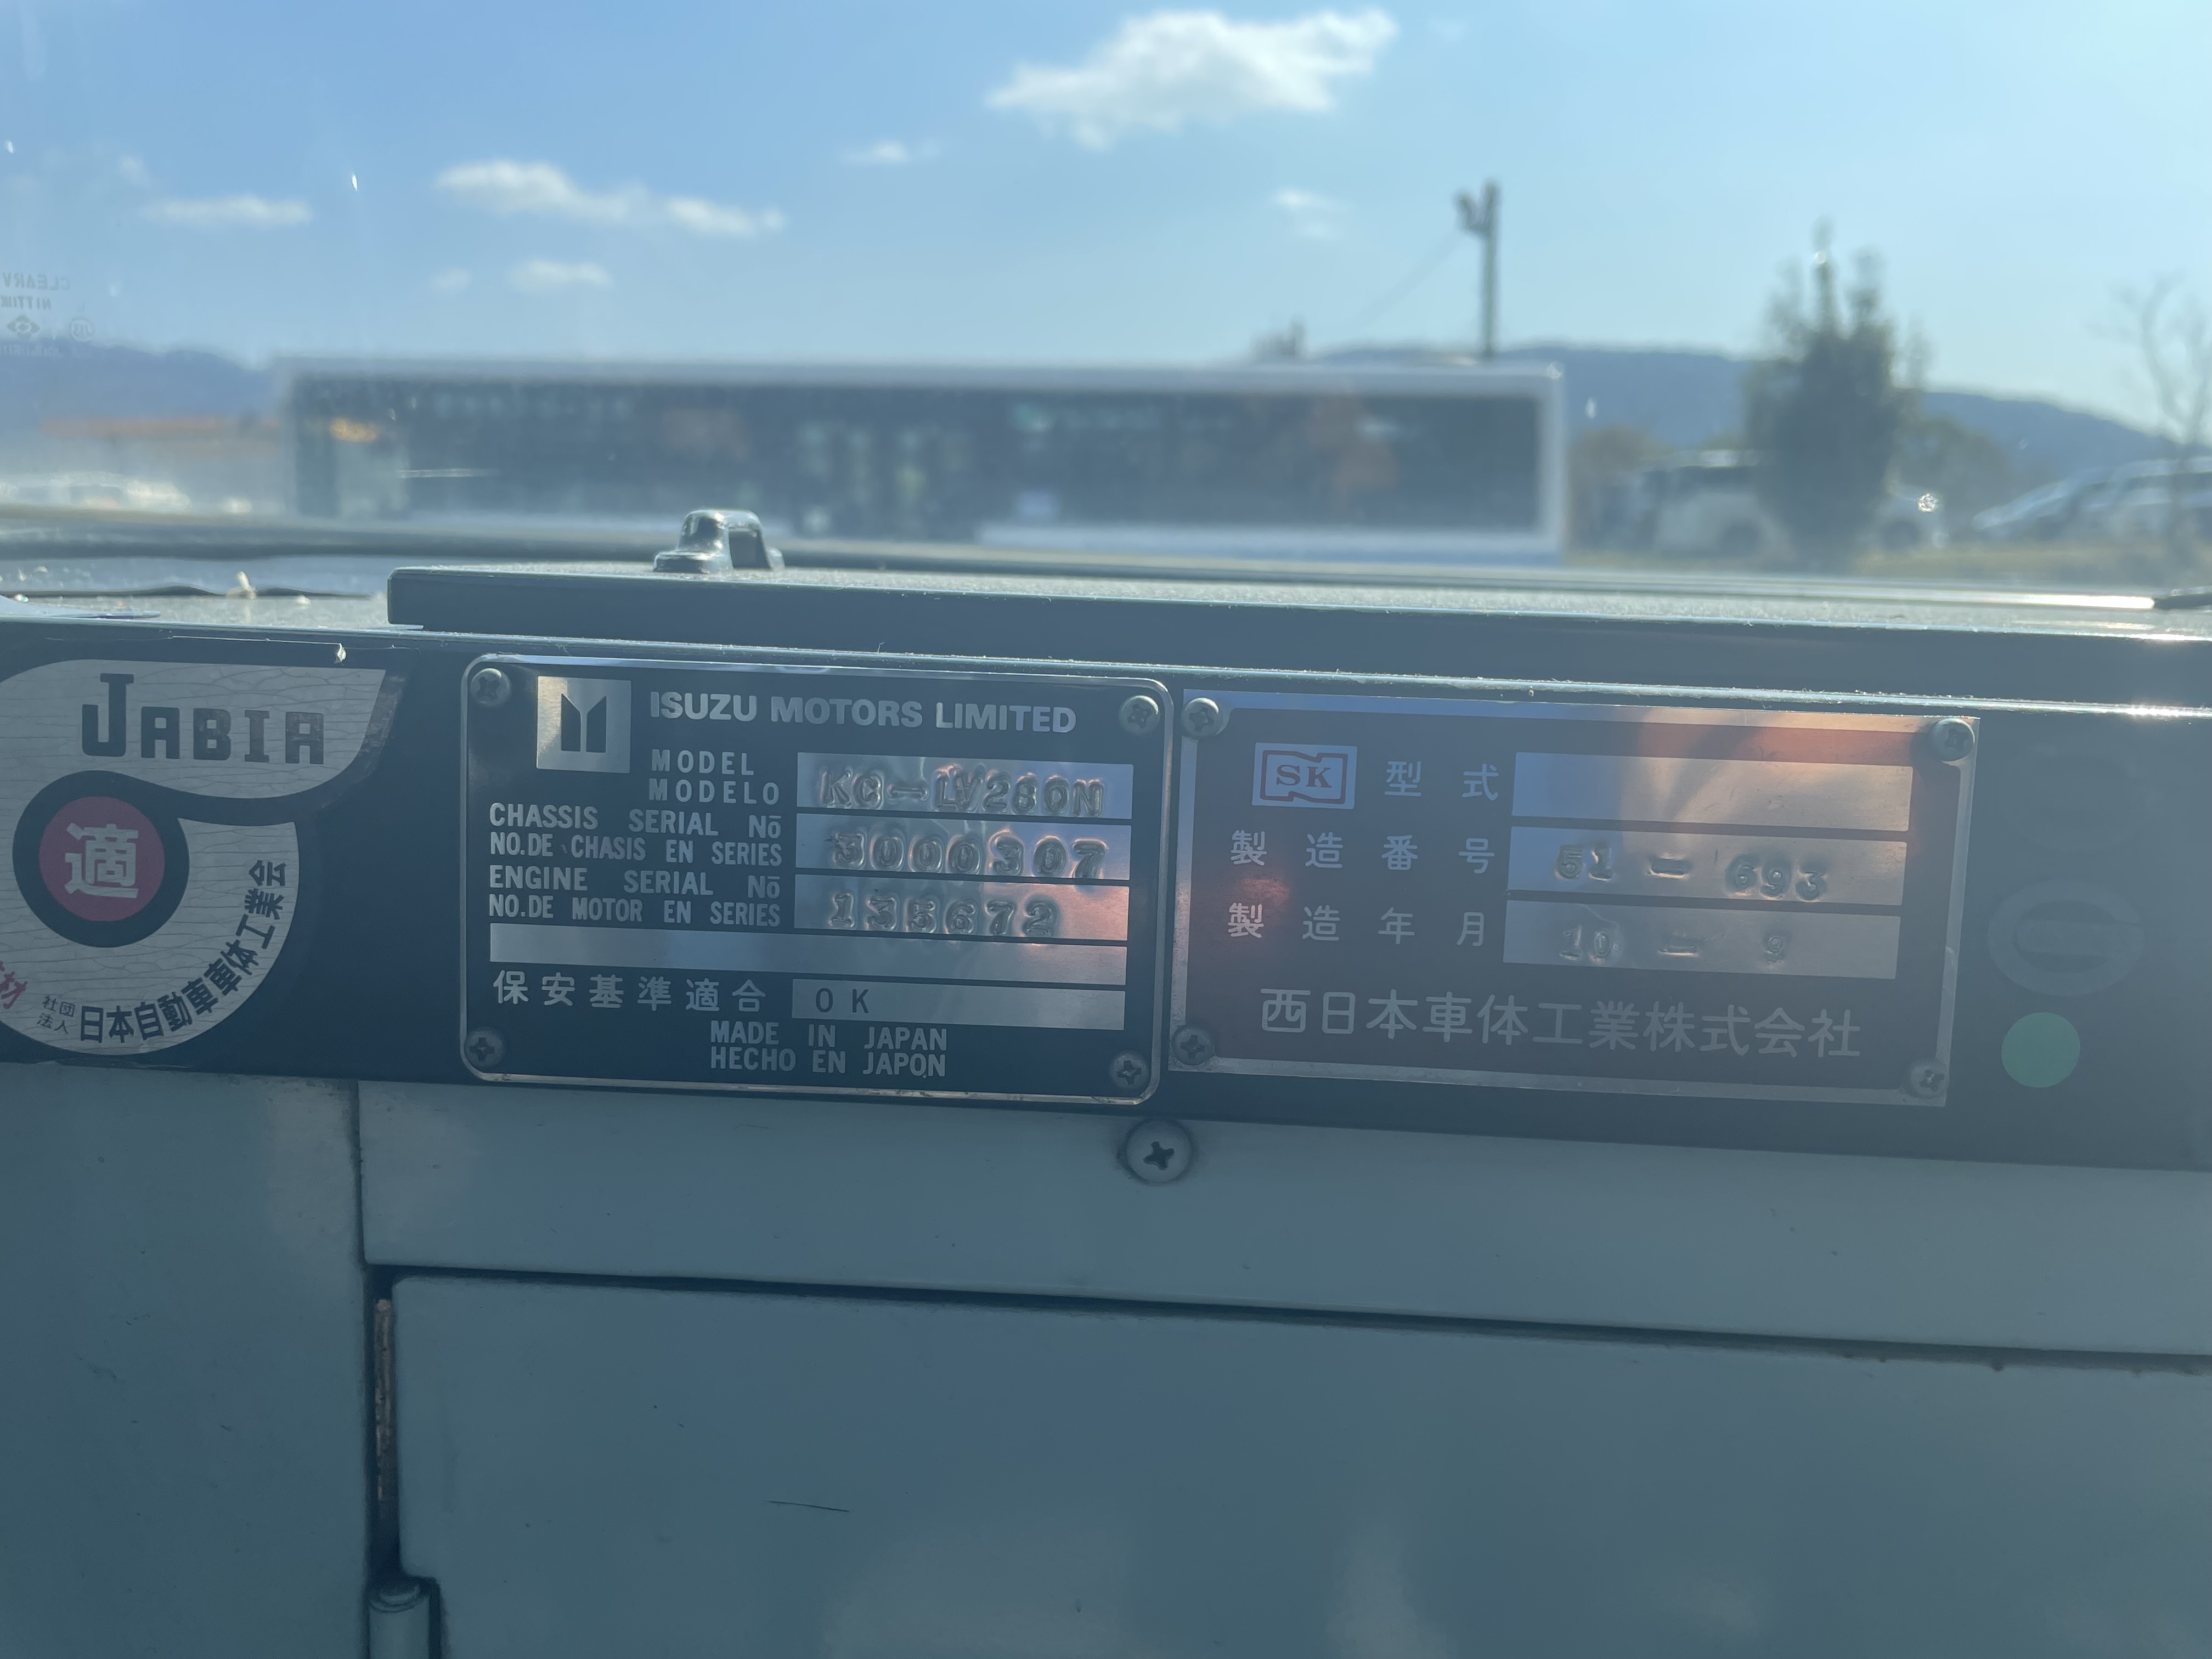 JABIA
適
社団
法人
日本自動車車体工業会
材
ISUZU MOTORS LIMITED
MODEL
MODELO
KC-LV280N
CHASSIS SERIAL Nō
NO.DE CHASIS EN SERIES
3000307
ENGINE SERIAL Nō
NO.DE MOTOR EN SERIES
135672
保安基準適合 OK
MADE IN JAPAN
HECHO EN JAPON
SK 型式
製造番号 51-693
製造年月 10-9
西日本車体工業株式会社